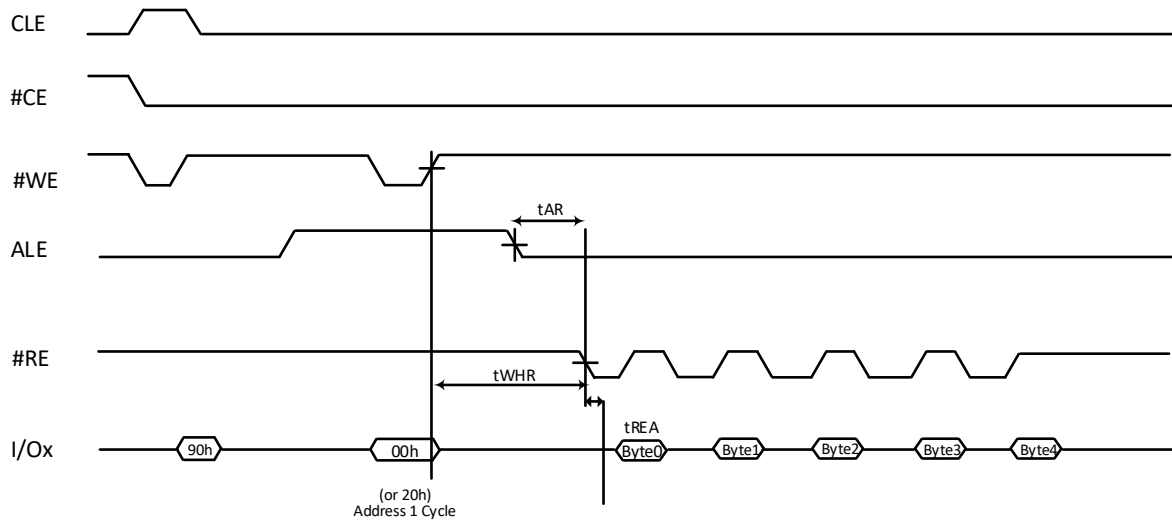 CLE
#CE
#WE
tAR
ALE
#RE
tWHR
tREA
I/Ox
90h
00h
Byte0
Byte1
Byte2
Byte3
Byte4
(or 20h)
Address 1 Cycle